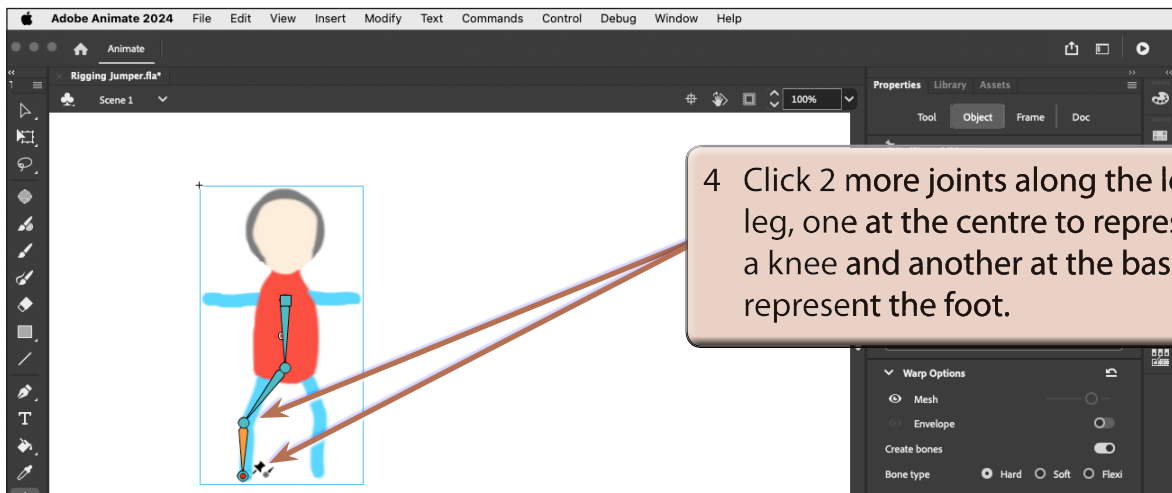 Adobe Animate 2024 File Edit View Insert Modify Text Commands Control Debug Window Help
Animate
Rigging Jumper.fla*
Scene 1
100%
Properties Library Assets
Tool Object Frame Doc
4 Click 2 more joints along the
leg, one at the centre to
a knee and another at the
represent the foot.
Warp Options
Mesh
Envelope
Create bones
Bone type Hard Soft Flexi